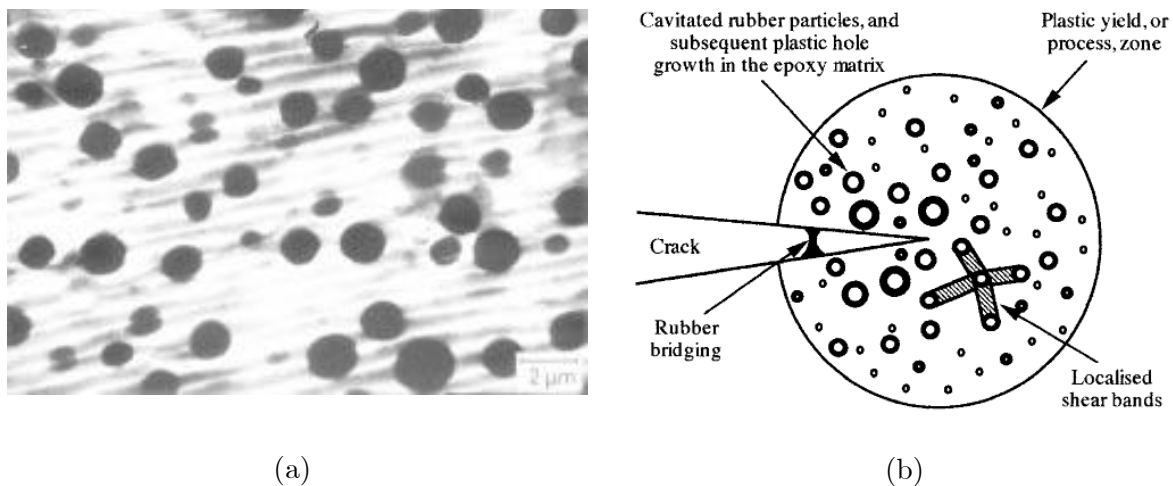 Cavitated rubber particles, and
subsequent plastic hole
growth in the epoxy matrix
Plastic yield, or
process, zone
Crack
Rubber
bridging
Localised
shear bands
2 μm
(a)
(b)